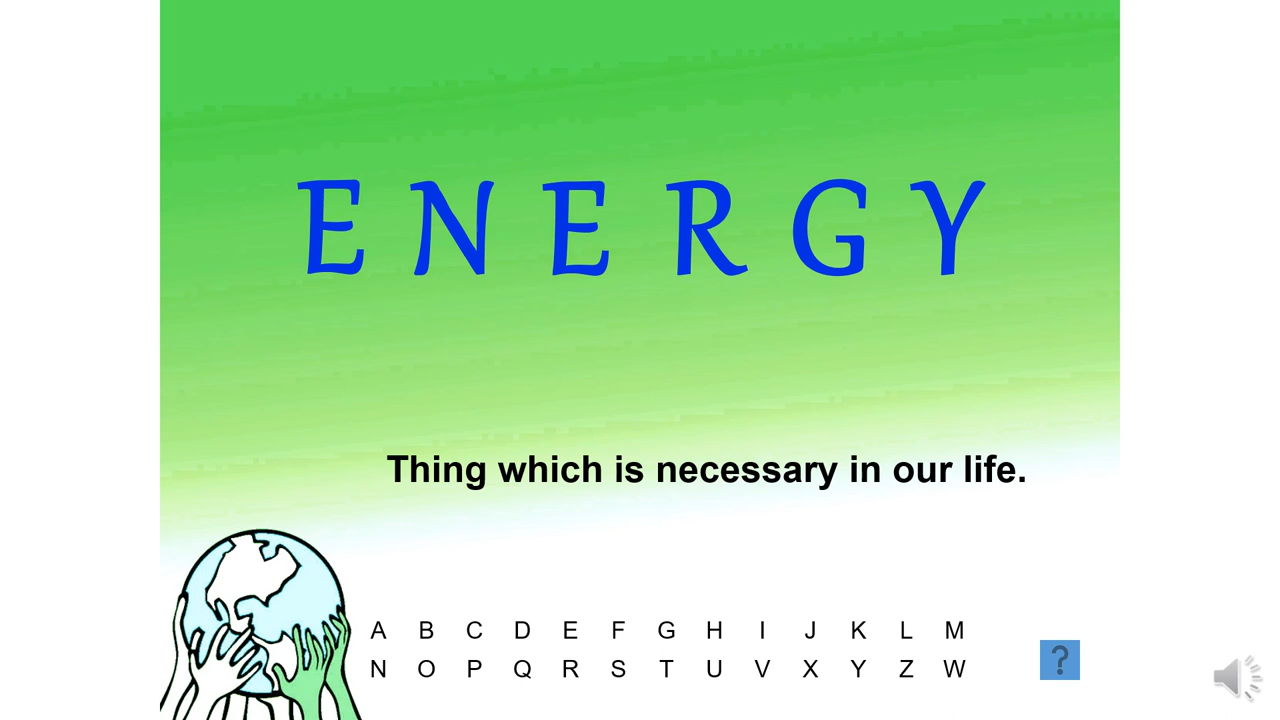 E N E R G Y
Thing which is necessary in our life.
A B C D E F G H I J K L M
N O P Q R S T U V X Y Z W
?